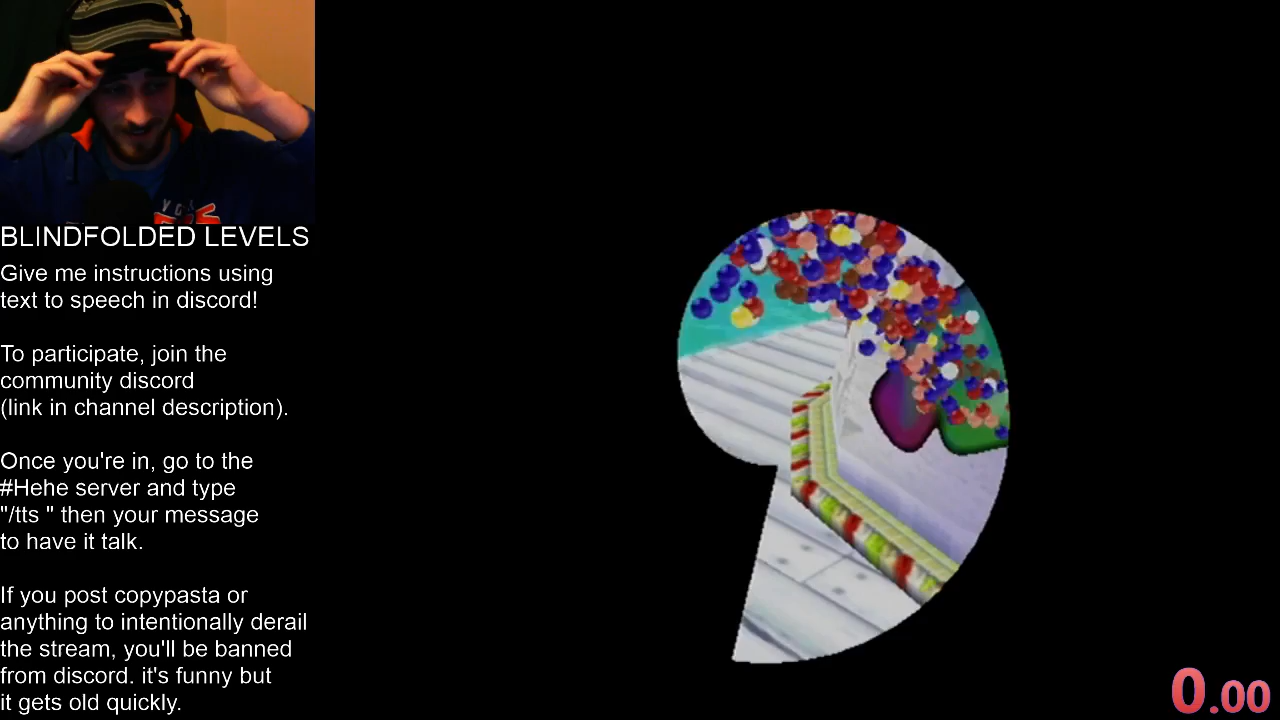 BLINDFOLDED LEVELS
Give me instructions using
text to speech in discord!
To participate, join the
community discord
(link in channel description).
Once you're in, go to the
#Hehe server and type
"/tts " then your message
to have it talk.
If you post copypasta or
anything to intentionally derail
the stream, you'll be banned
from discord. it's funny but
it gets old quickly.
0.00